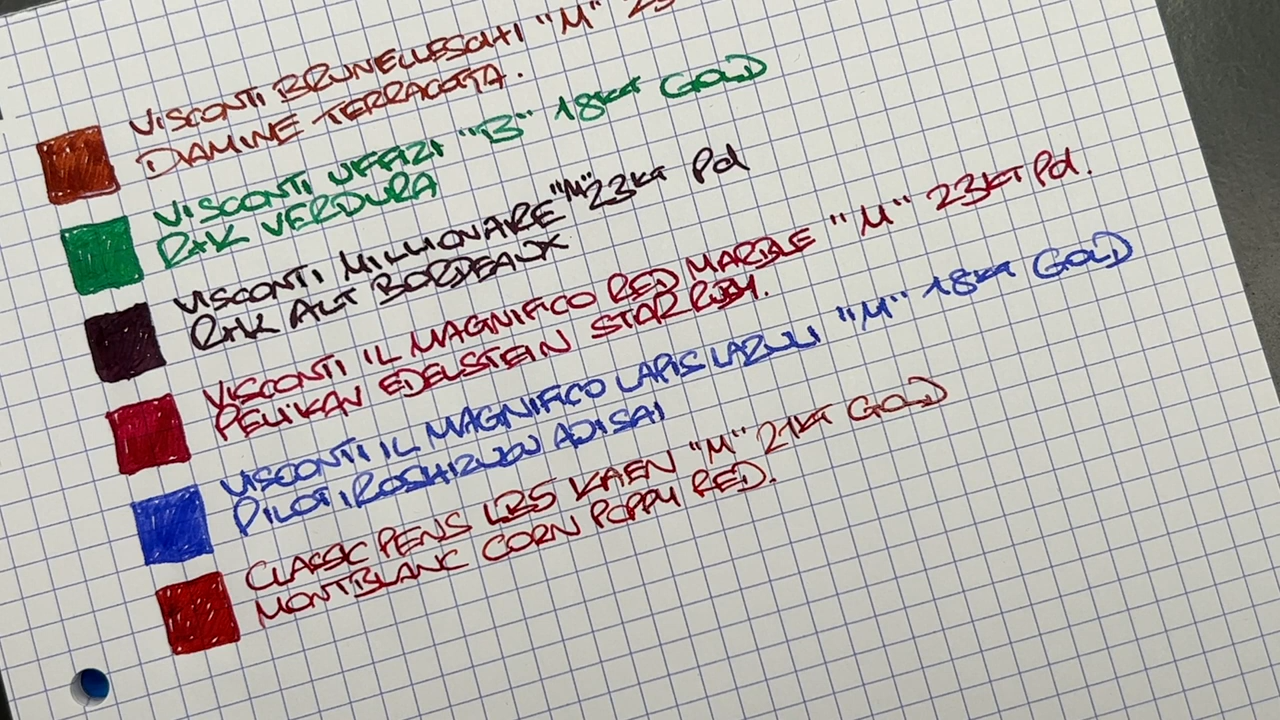 VISCONTI BRUNELLESCHI "M" 23
DIAMINE TERRACOTTA.
VISCONTI UFFIZI "B" 18kt GOLD
R+K VERDURA
VISCONTI MILLIONARE "M" 23kt Pd
R+K ALT BORDEAUX
VISCONTI IL MAGNIFICO RED MARBLE "M" 23kt Pd.
PELIKAN EDELSTEIN STAR RUBY.
VISCONTI IL MAGNIFICO LAPIS LAZULI "M" 18kt GOLD
PILOT IROSHIZUKU AJISAI
CLASSIC PENS LB5 KAEN "M" 21kt GOLD
MONTBLANC CORN POPPY RED.